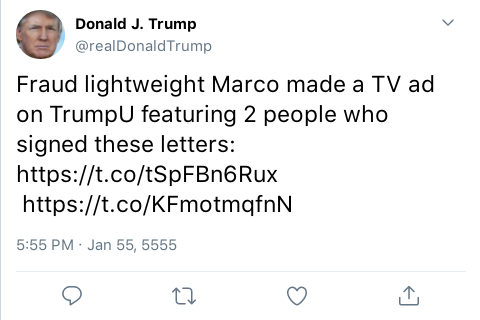 Donald J. Trump
@realDonaldTrump
Fraud lightweight Marco made a TV ad
on TrumpU featuring 2 people who
signed these letters:
https://t.co/tSpFBn6Rux
https://t.co/KFmotmqfnN
5:55 PM · Jan 55, 5555